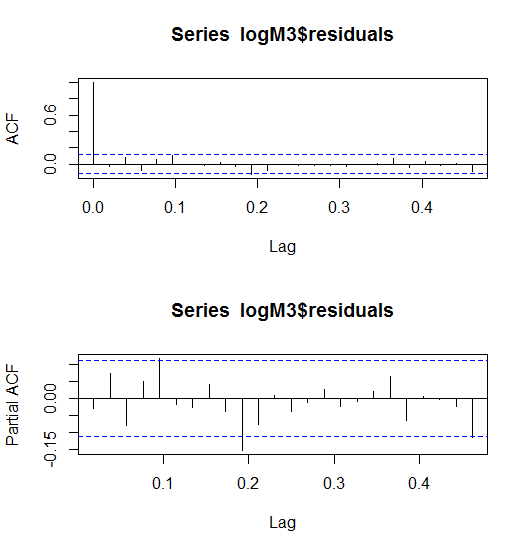 Series logM3$residuals
ACF
0.0 0.6
0.0 0.1 0.2 0.3 0.4
Lag
Series logM3$residuals
Partial ACF
-0.15 0.00
0.1 0.2 0.3 0.4
Lag